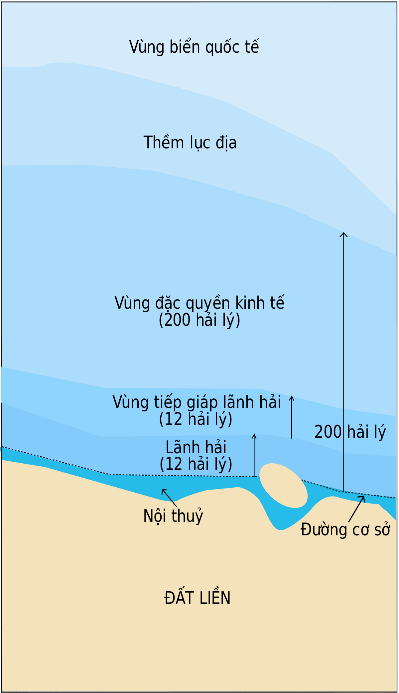 Vùng biển quốc tế
Thềm lục địa
Vùng đặc quyền kinh tế
(200 hải lý)
Vùng tiếp giáp lãnh hải
(12 hải lý)
200 hải lý
Lãnh hải
(12 hải lý)
Nội thuỷ
Đường cơ sở
ĐẤT LIỀN